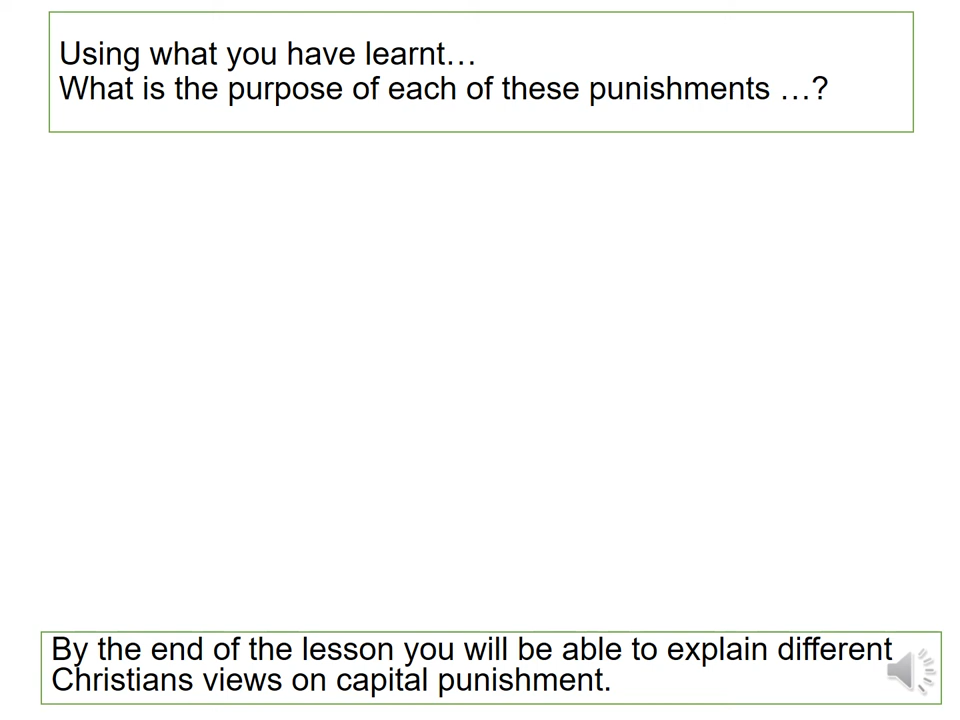 Using what you have learnt…
What is the purpose of each of these punishments …?
By the end of the lesson you will be able to explain different
Christians views on capital punishment.